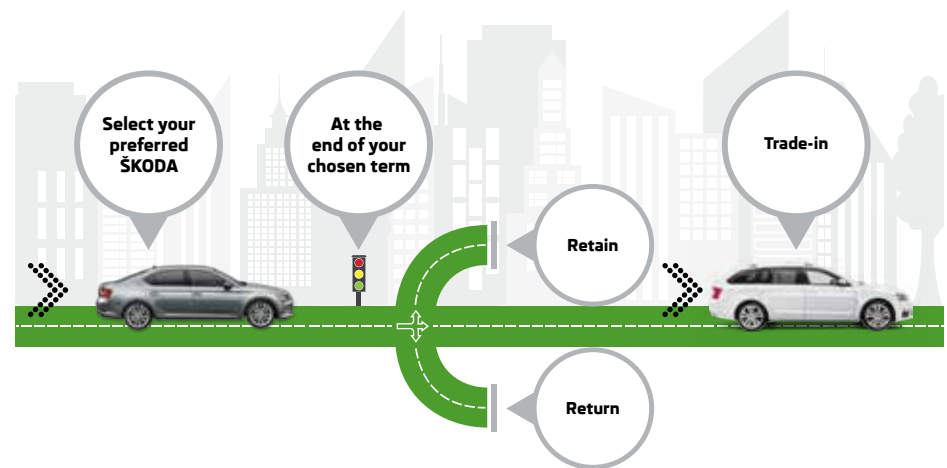 Select your
preferred
ŠKODA
At the
end of your
chosen term
Retain
Return
Trade-in